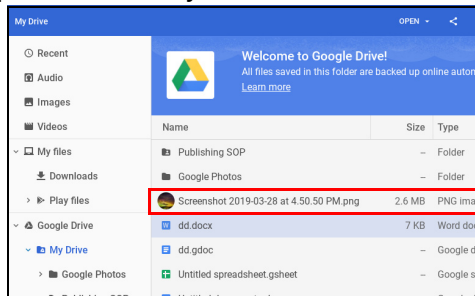 My Drive OPEN
Recent
Audio
Images
Videos
My files
Downloads
Play files
Google Drive
My Drive
Google Photos
Welcome to Google Drive!
All files saved in this folder are backed up online
Learn more
Name Size Type
Publishing SOP -- Folder
Google Photos -- Folder
Screenshot 2019-03-28 at 4.50.50 PM.png 2.6 MB PNG ima
dd.docx 7 KB Word do
dd.gdoc -- Google d
Untitled spreadsheet.gsheet -- Google s